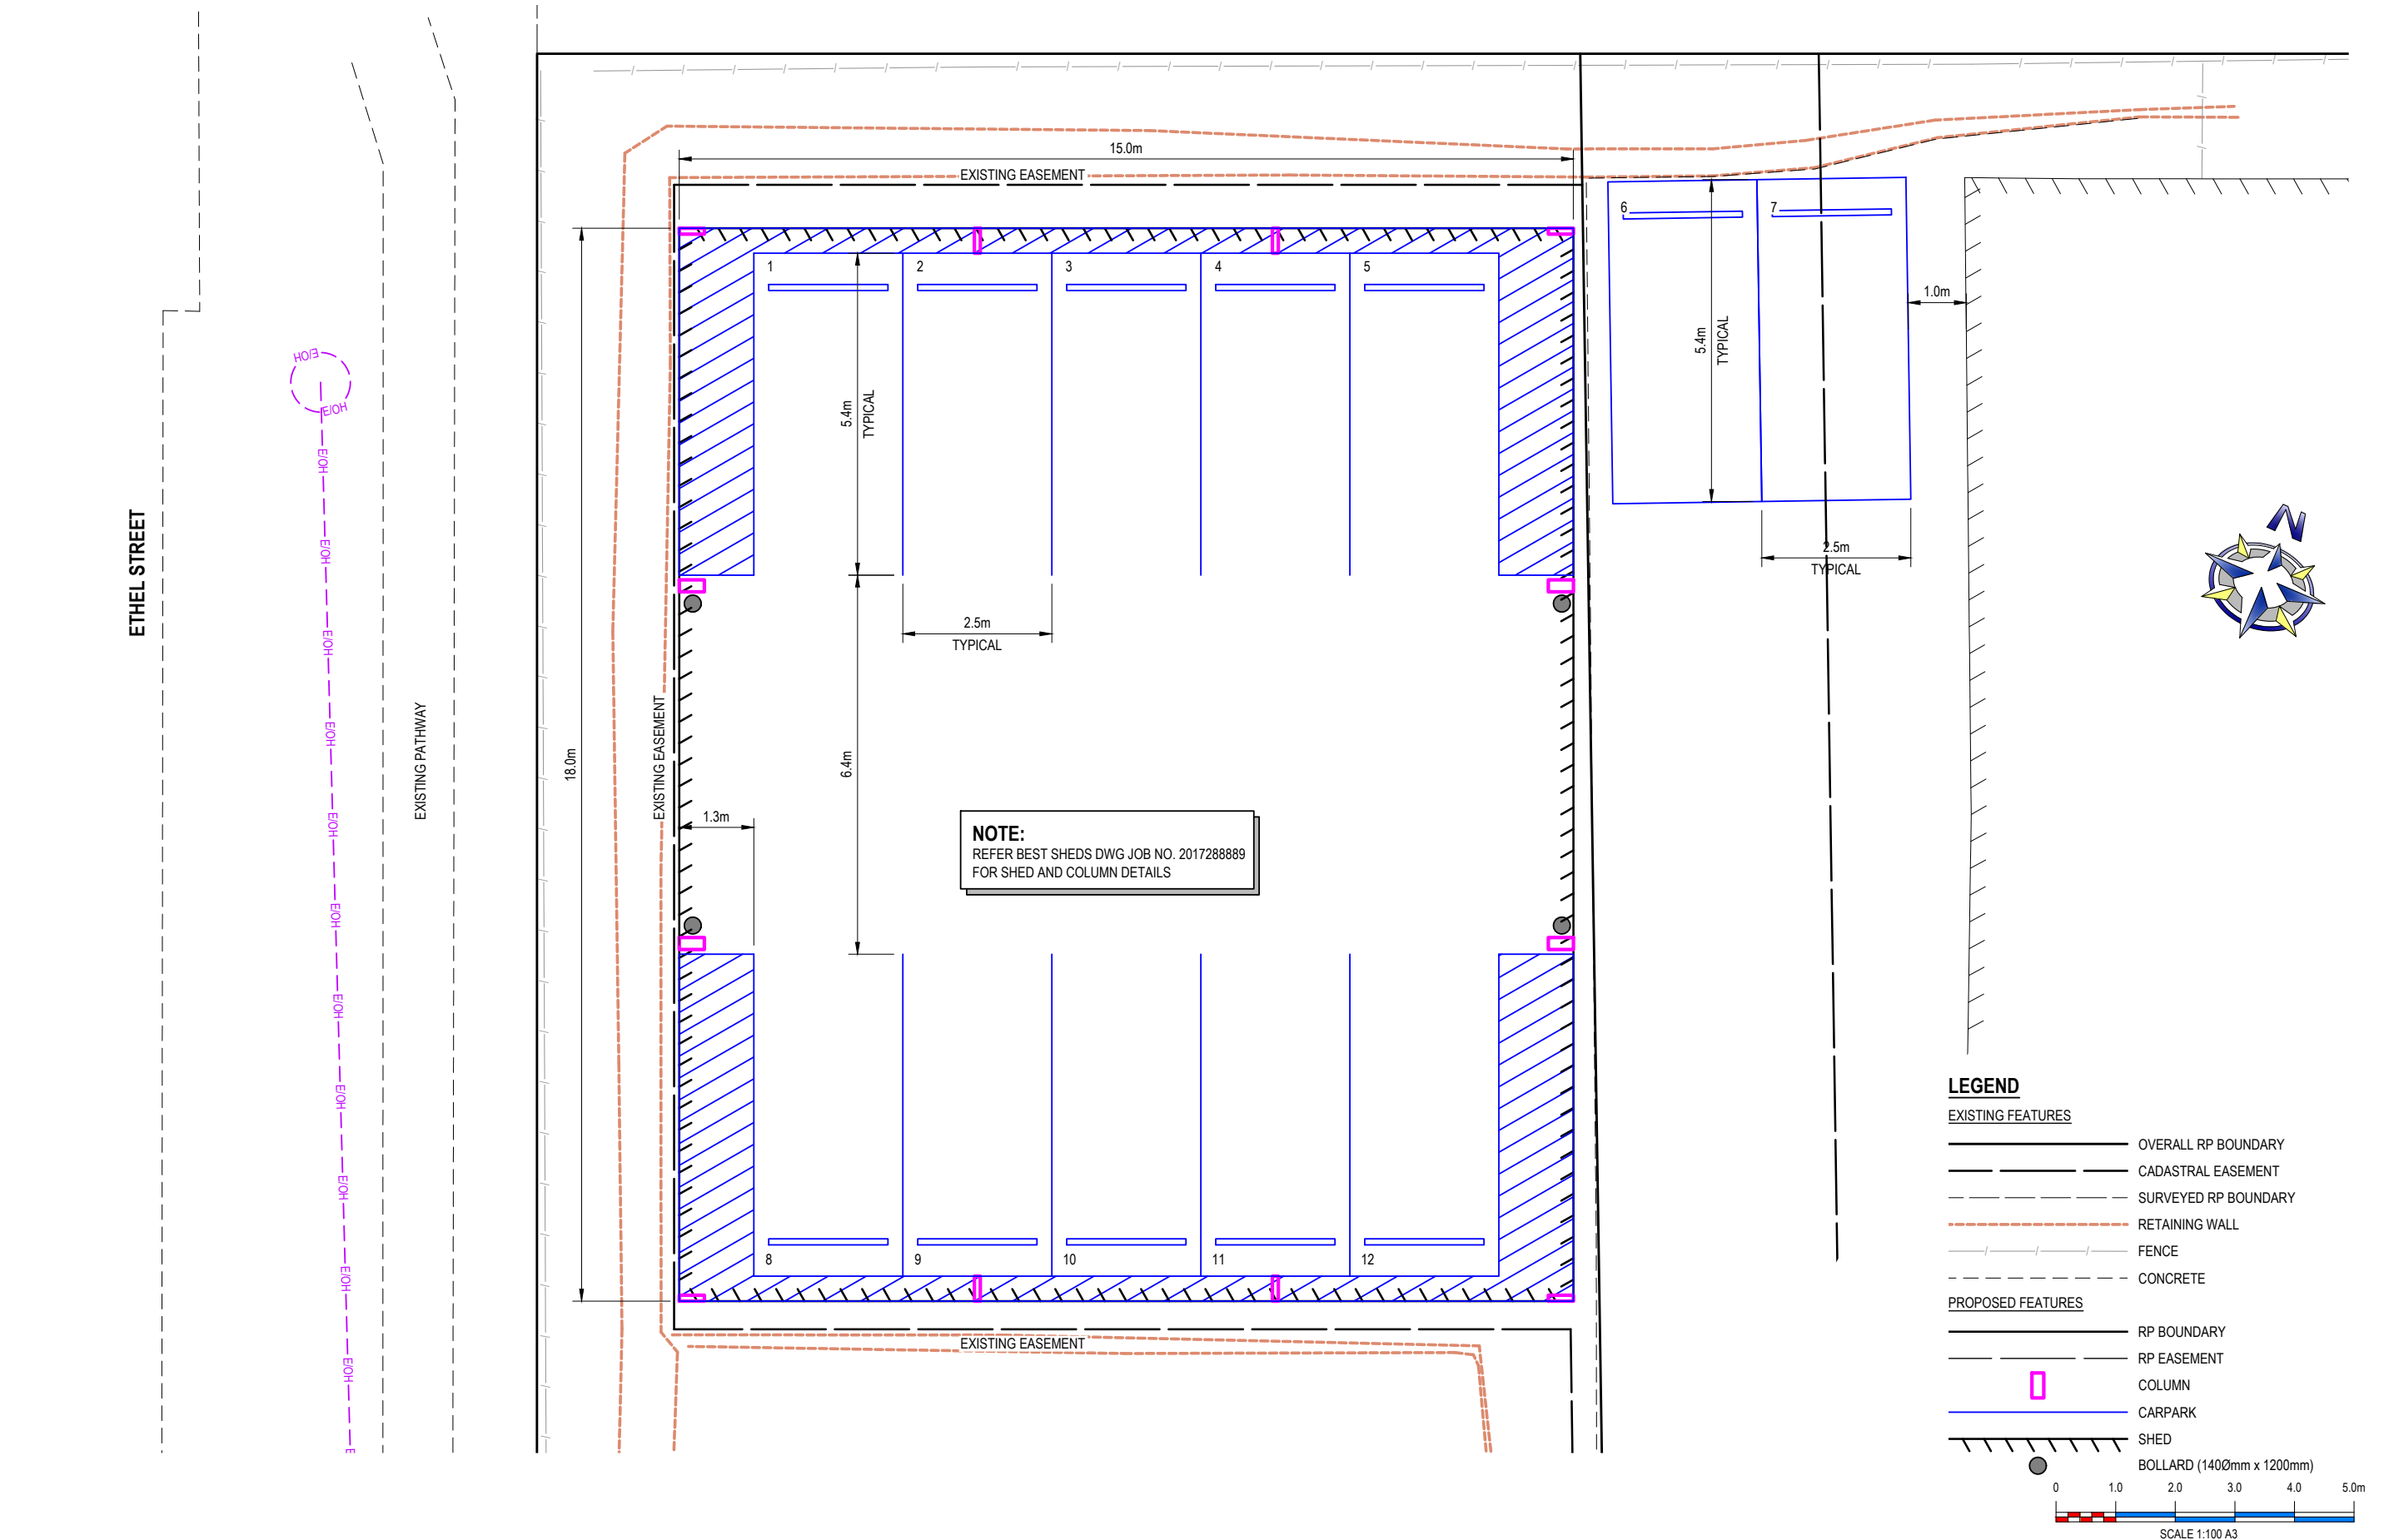 15.0m
EXISTING EASEMENT
6
7
1
2
3
4
5
1.0m
5.4m
TYPICAL
5.4m
TYPICAL
E/OH
E/OH
E/OH
E/OH
E/OH
E/OH
E/OH
E/OH
E/OH
E/OH
E/OH
E/OH
E/OH
E
ETHEL STREET
EXISTING PATHWAY
EXISTING EASEMENT
18.0m
N
2.5m
TYPICAL
2.5m
TYPICAL
6.4m
1.3m
NOTE:
REFER BEST SHEDS DWG JOB NO. 2017288889
FOR SHED AND COLUMN DETAILS
8
9
10
11
12
EXISTING EASEMENT
LEGEND
EXISTING FEATURES
OVERALL RP BOUNDARY
CADASTRAL EASEMENT
SURVEYED RP BOUNDARY
RETAINING WALL
FENCE
CONCRETE
PROPOSED FEATURES
RP BOUNDARY
RP EASEMENT
COLUMN
CARPARK
SHED
BOLLARD (140Ømm x 1200mm)
0 1.0 2.0 3.0 4.0 5.0m
SCALE 1:100 A3